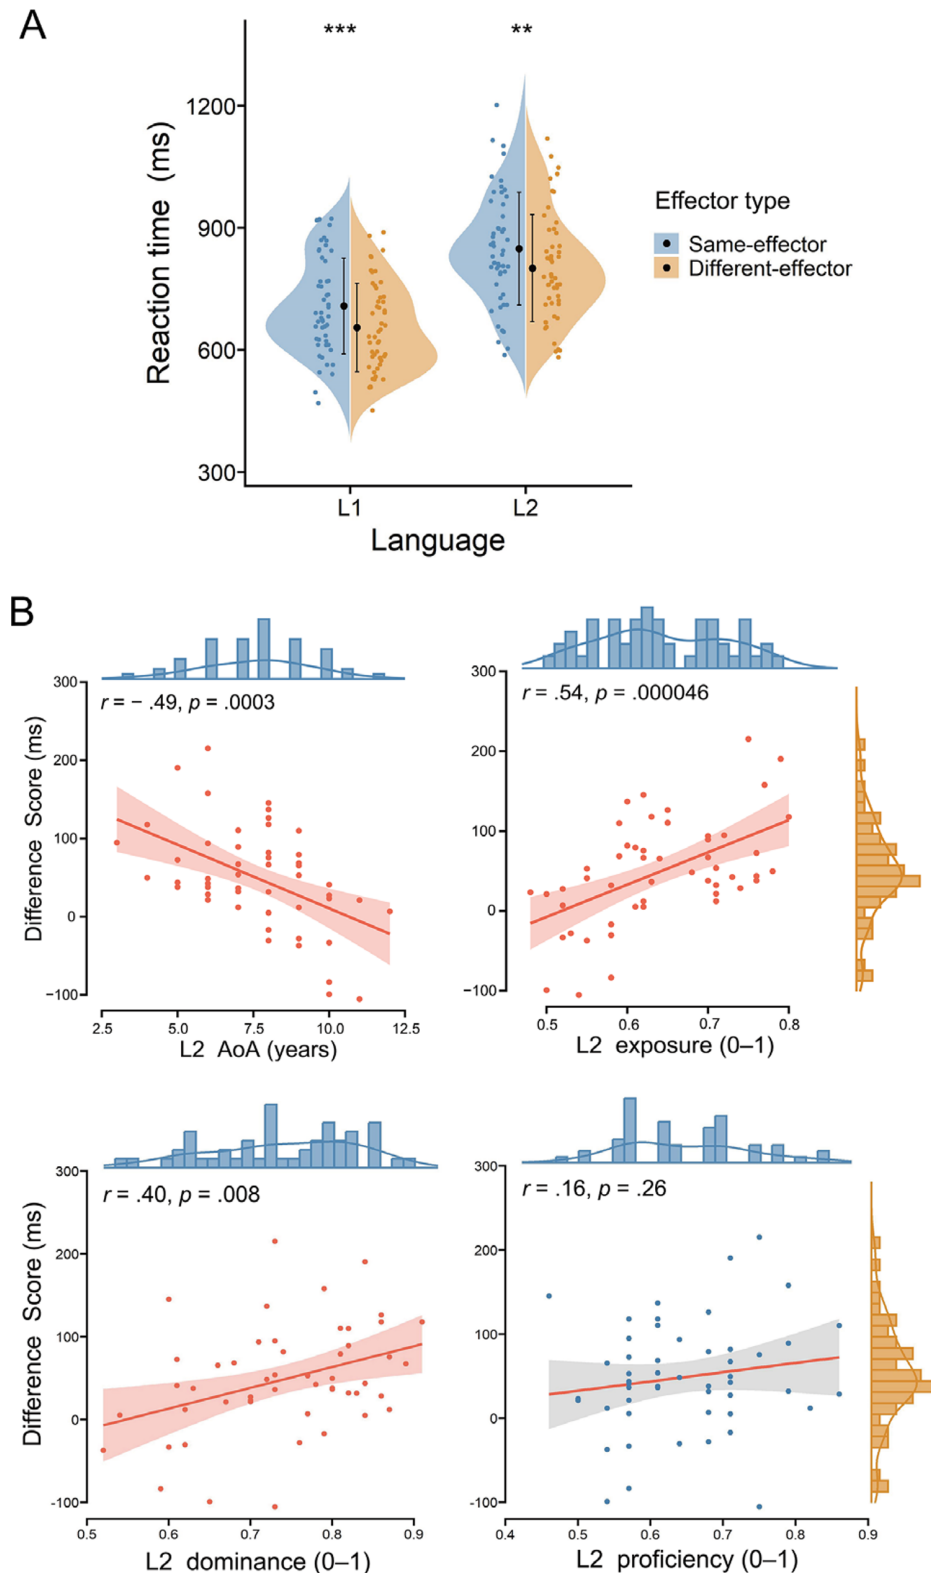 A
*** **
Reaction time (ms)
1200
900
600
300
L1 L2
Language
Effector type
Same-effector
Different-effector
B
r = − .49, p = .0003
Difference Score (ms)
300
200
100
0
−100
2.5 5.0 7.5 10.0 12.5
L2 AoA (years)
r = .54, p = .000046
300
200
100
0
−100
0.5 0.6 0.7 0.8
L2 exposure (0–1)
r = .40, p = .008
Difference Score (ms)
300
200
100
0
-100
0.5 0.6 0.7 0.8 0.9
L2 dominance (0–1)
r = .16, p = .26
300
200
100
0
-100
0.4 0.5 0.6 0.7 0.8 0.9
L2 proficiency (0–1)